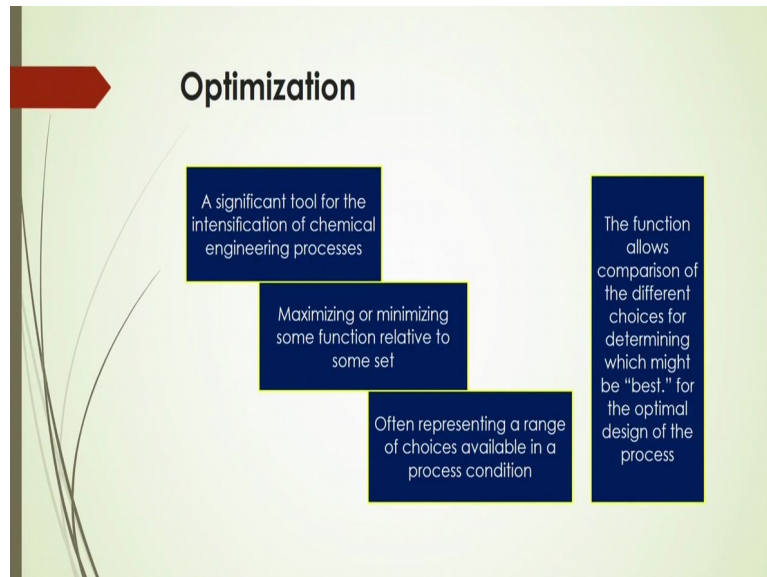 Optimization
A significant tool for the
intensification of chemical
engineering processes
Maximizing or minimizing
some function relative to
some set
Often representing a range
of choices available in a
process condition
The function
allows
comparison of
the different
choices for
determining
which might
be “best.” for
the optimal
design of the
process